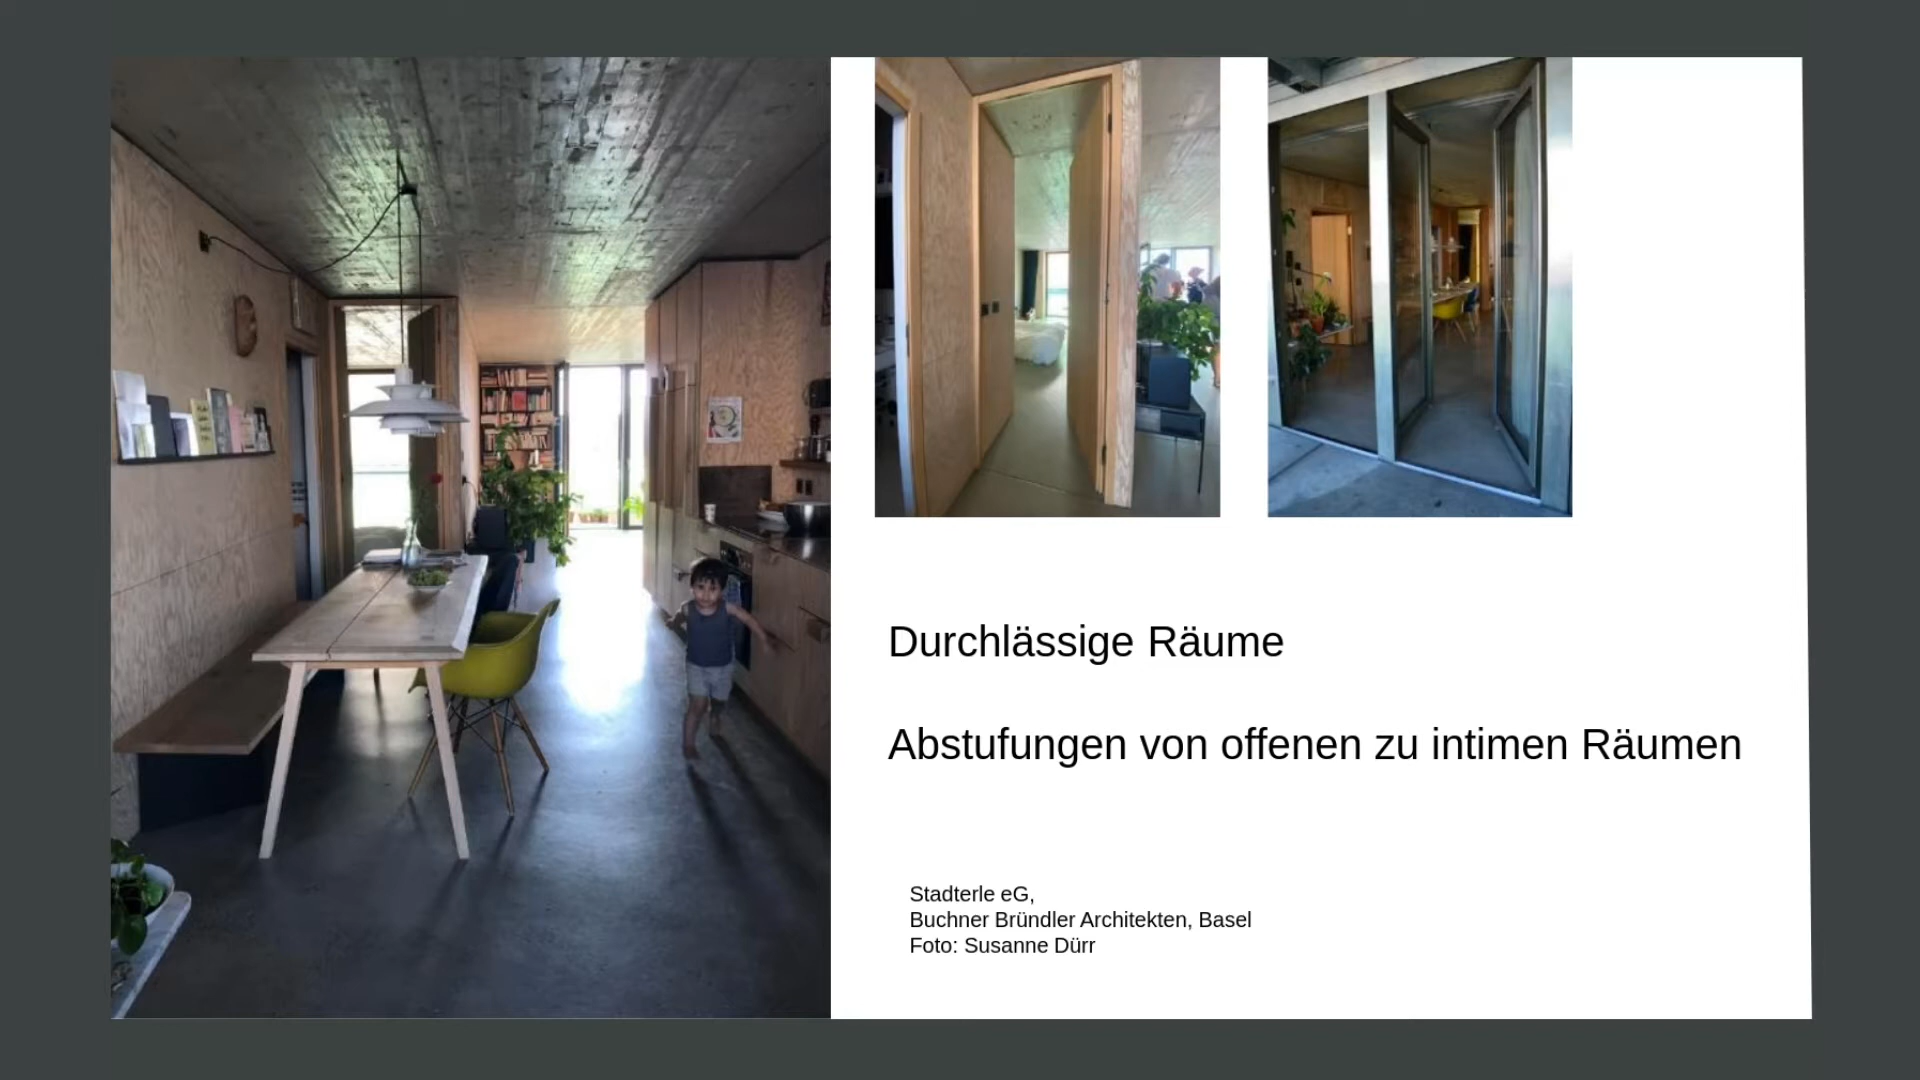 Durchlässige Räume
Abstufungen von offenen zu intimen Räumen
Stadterle eG,
Buchner Bründler Architekten, Basel
Foto: Susanne Dürr